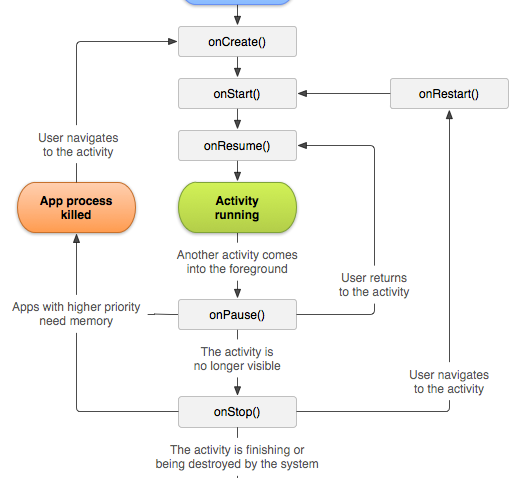 onCreate()
onStart()
onRestart()
User navigates
to the activity
onResume()
App process
killed
Activity
running
Another activity comes
into the foreground
User returns
to the activity
Apps with higher priority
need memory
onPause()
The activity is
no longer visible
User navigates
to the activity
onStop()
The activity is finishing or
being destroyed by the system